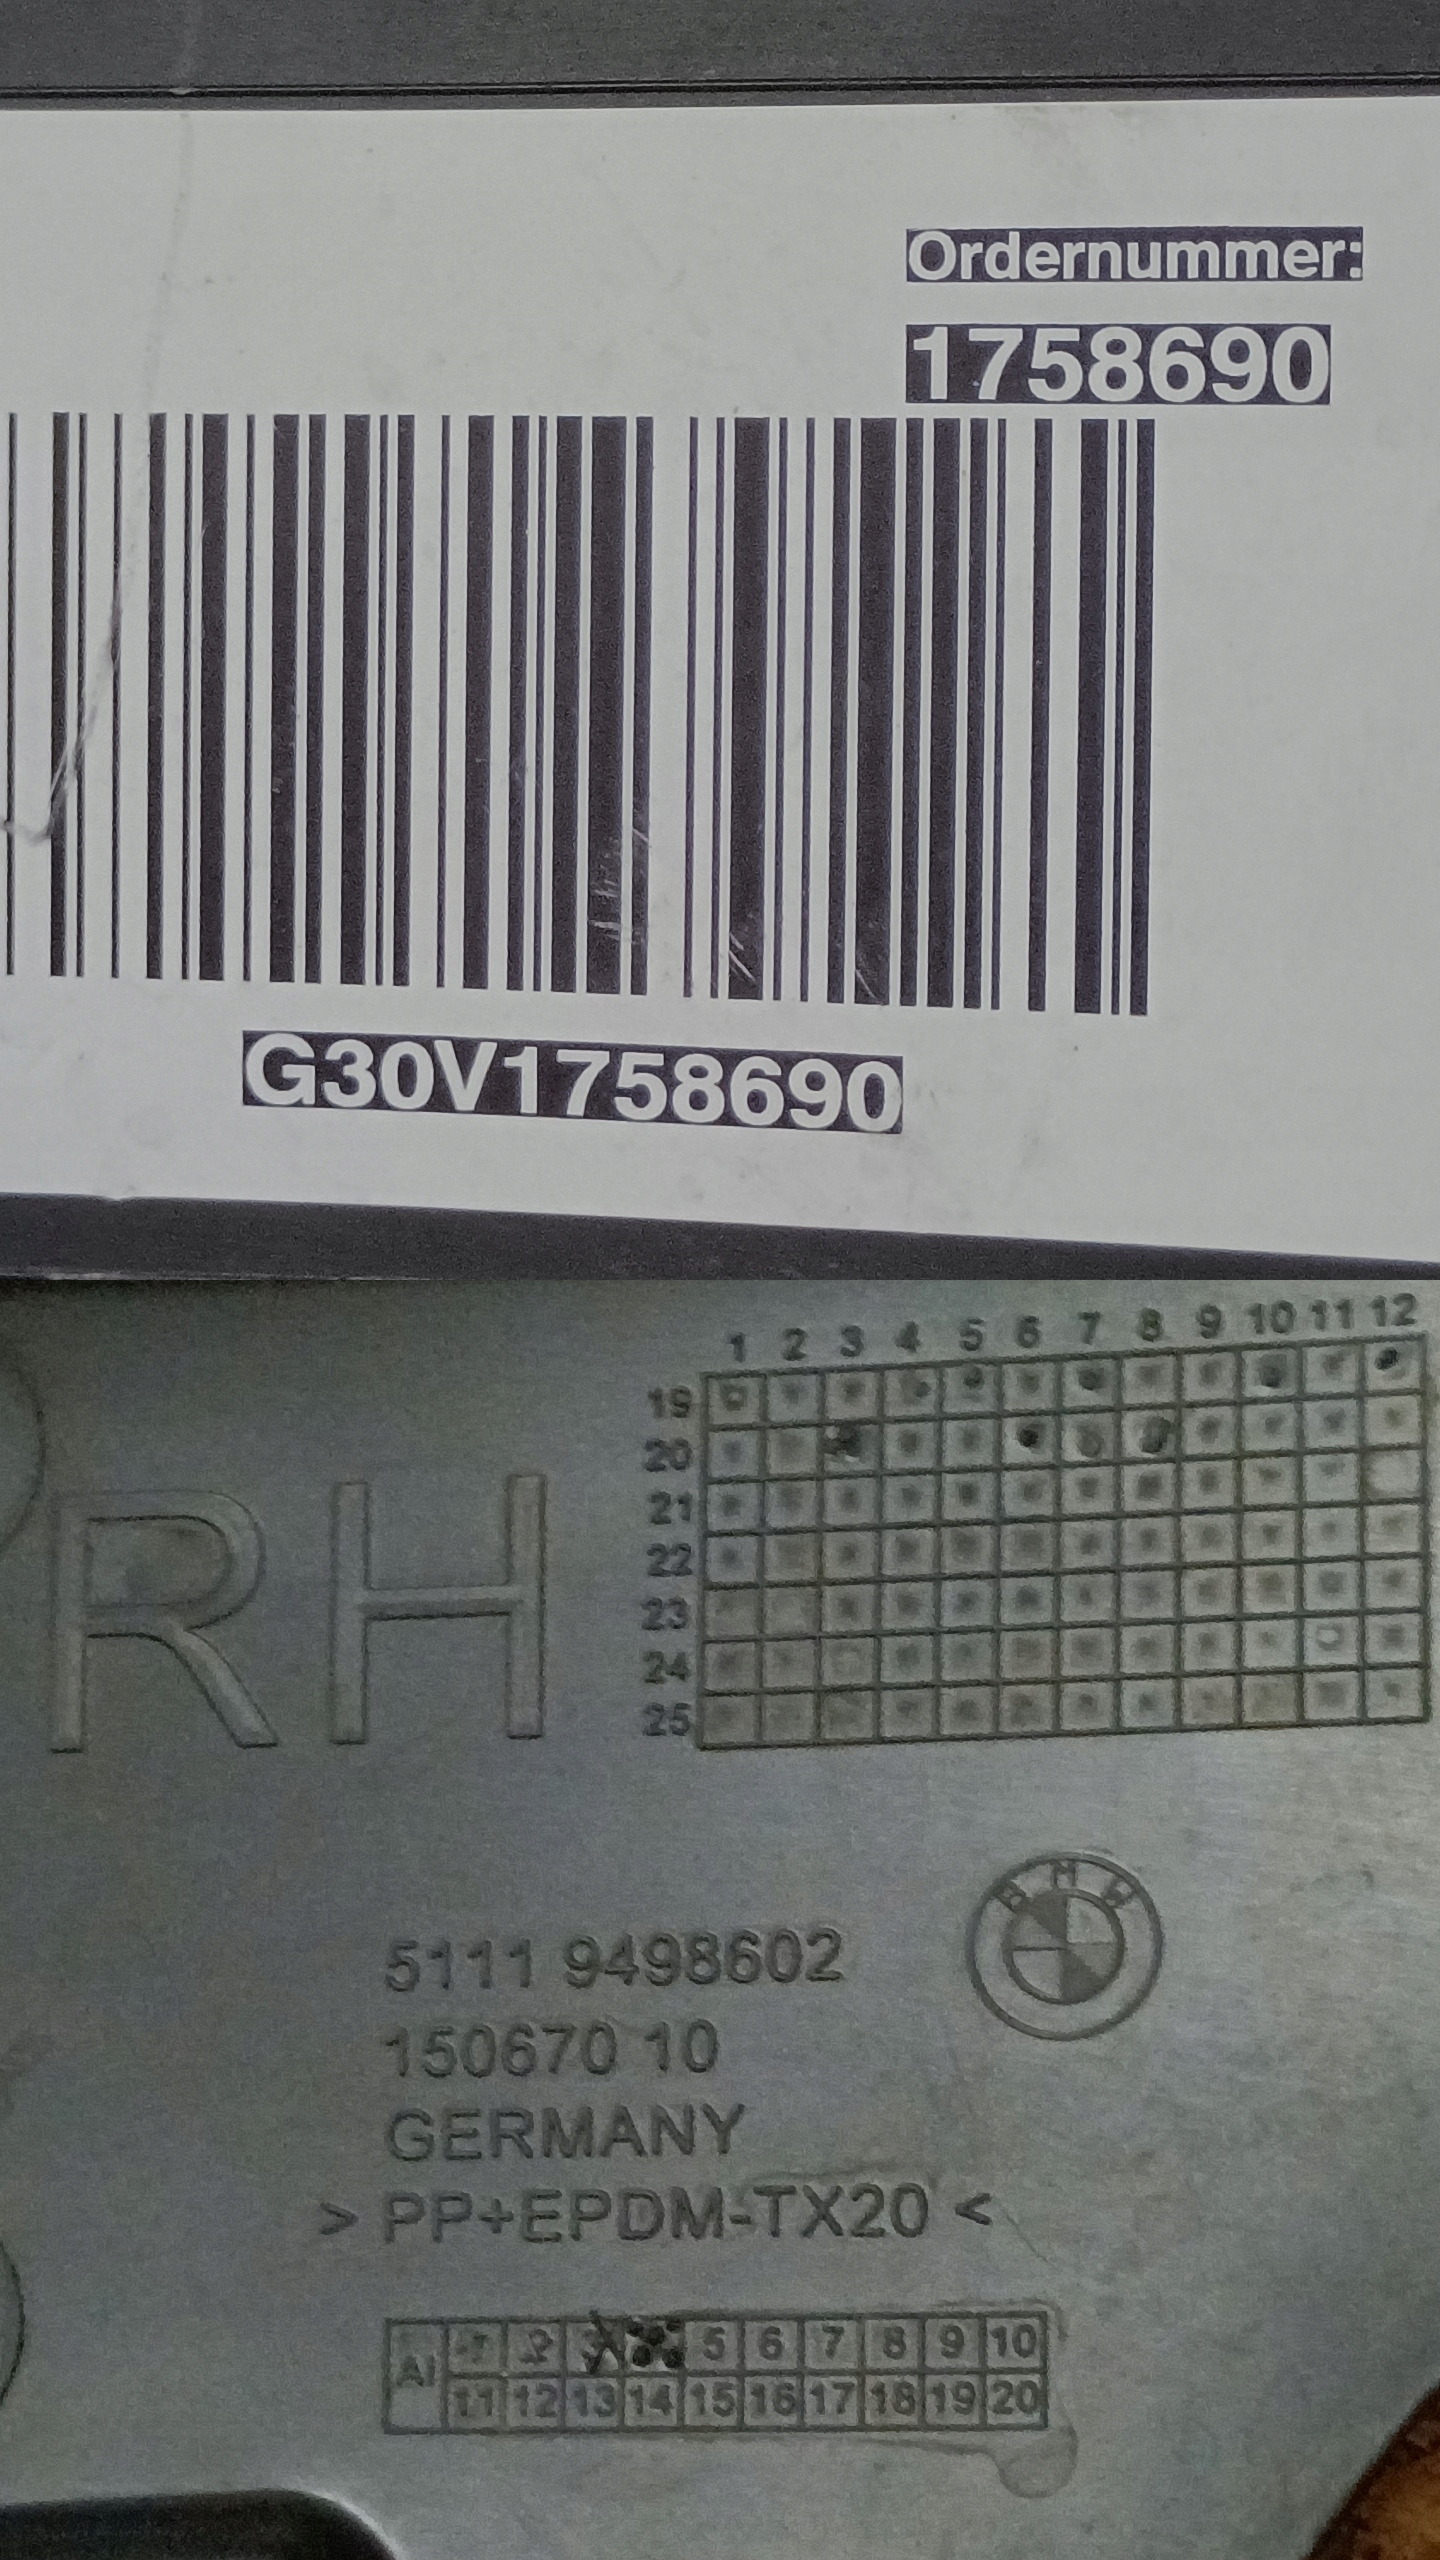 Ordernummer:
1758690
G30V1758690
1 2 3 4 5 6 7 8 9 10 11 12
19
20
21
22
23
24
25
RH
BMW
5111 9498602
150670 10
GERMANY
> PP+EPDM-TX20 <
AI 5 6 7 8 9 10
11 12 13 14 15 16 17 18 19 20